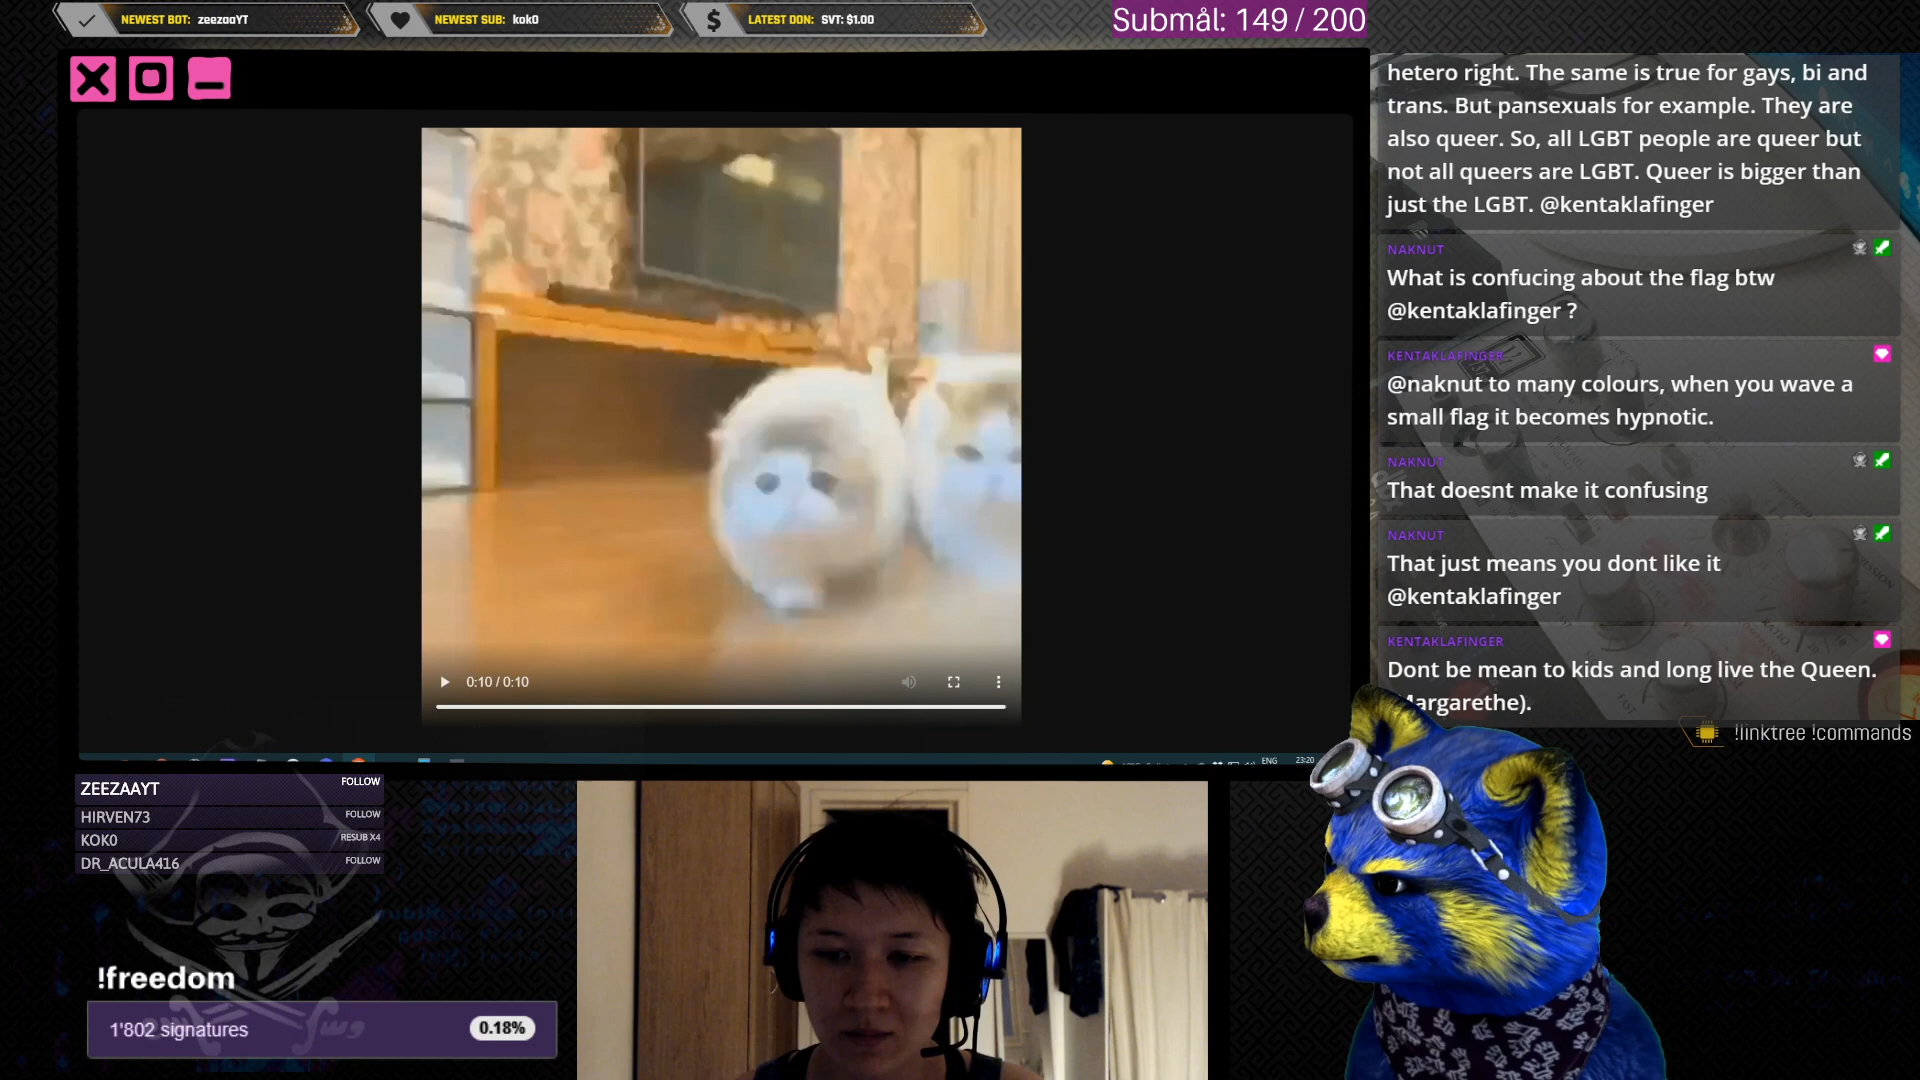 NEWEST BOT: zeezaaYT
NEWEST SUB: kok0
LATEST DON: SVT: $1.00
Submål: 149 / 200
hetero right. The same is true for gays, bi and
trans. But pansexuals for example. They are
also queer. So, all LGBT people are queer but
not all queers are LGBT. Queer is bigger than
just the LGBT. @kentaklafinger
NAKNUT
What is confucing about the flag btw
@kentaklafinger ?
KENTAKLAFINGER
@naknut to many colours, when you wave a
small flag it becomes hypnotic.
NAKNUT
That doesnt make it confusing
NAKNUT
That just means you dont like it
@kentaklafinger
KENTAKLAFINGER
Dont be mean to kids and long live the Queen.
argarethe).
!linktree !commands
0:10 / 0:10
ENG
23:20
ZEEZAAYT FOLLOW
HIRVEN73 FOLLOW
KOK0 RESUB X4
DR_ACULA416 FOLLOW
!freedom
1'802 signatures 0.18%